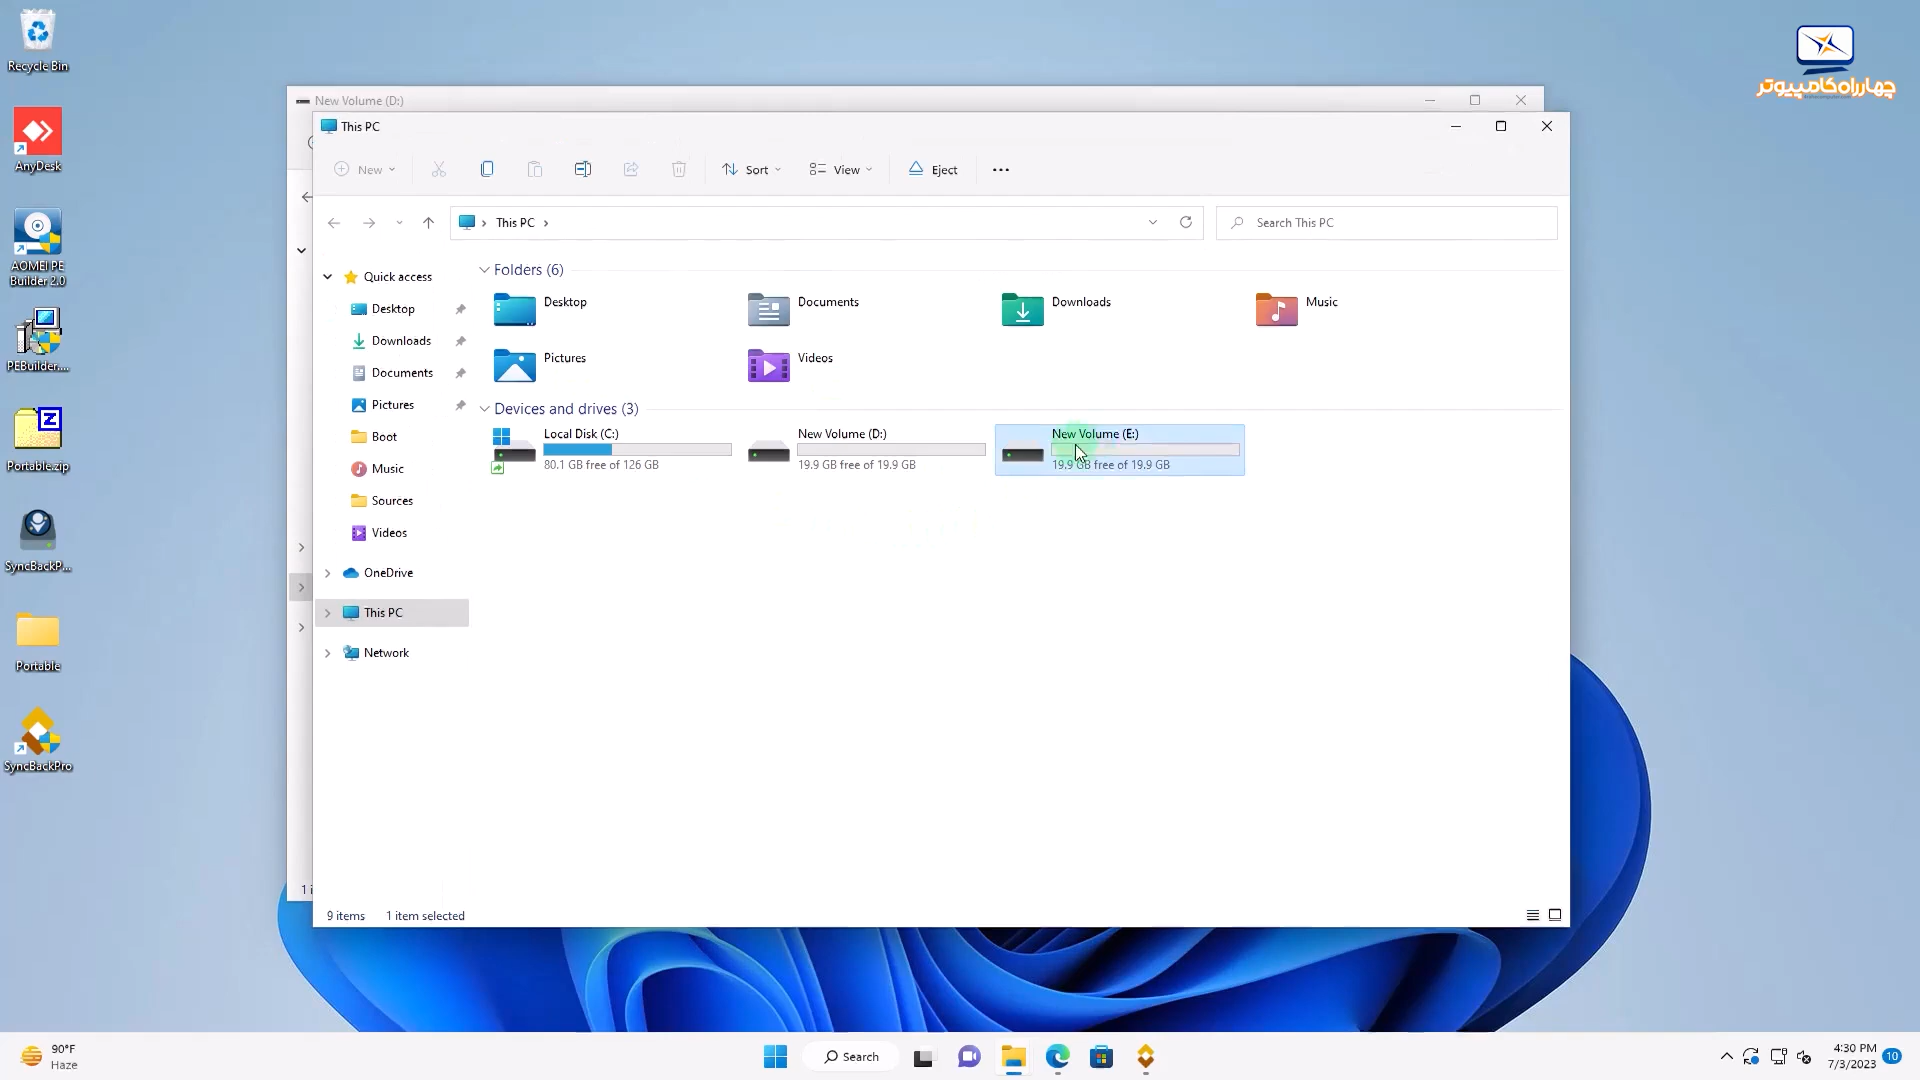 Recycle Bin
AnyDesk
AOMEI PE
Builder 2.0
PEBuilder....
Portable.zip
SyncBackP...
Portable
SyncBackPro
چهارراه کامپیوتر
New Volume (D:)
This PC
New
Sort
View
Eject
This PC
Search This PC
Quick access
Desktop
Downloads
Documents
Pictures
Boot
Music
Sources
Videos
OneDrive
This PC
Network
Folders (6)
Desktop
Documents
Downloads
Music
Pictures
Videos
Devices and drives (3)
Local Disk (C:)
80.1 GB free of 126 GB
New Volume (D:)
19.9 GB free of 19.9 GB
New Volume (E:)
19.9 GB free of 19.9 GB
9 items
1 item selected
90°F
Haze
Search
4:30 PM
7/3/2023
10